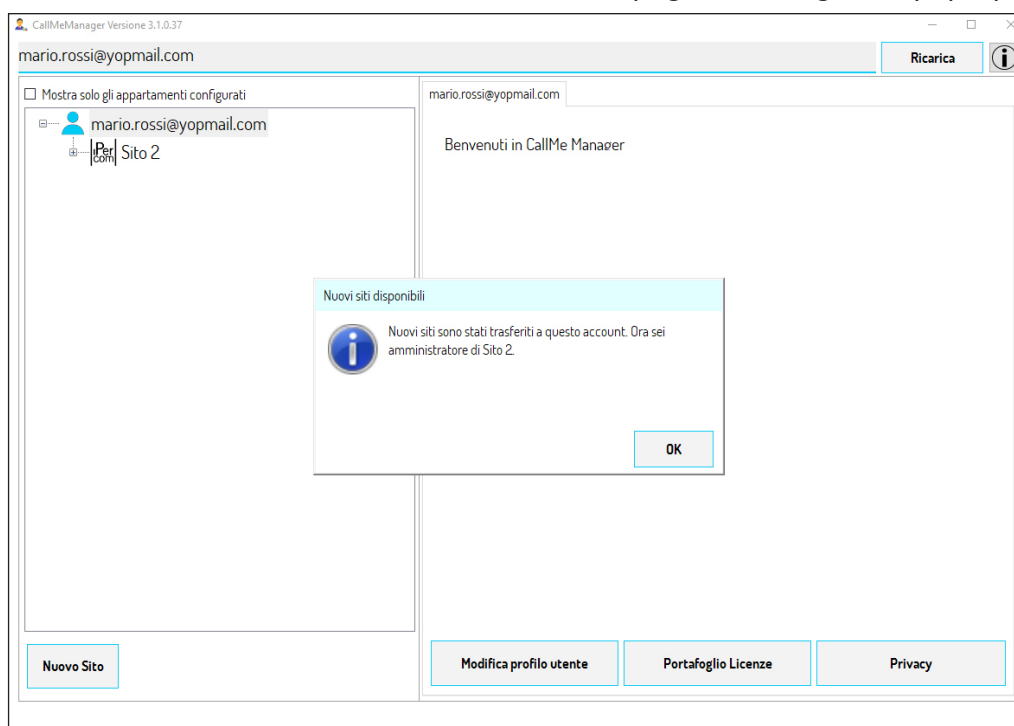 CallMeManager Versione 3.1.0.37
mario.rossi@yopmail.com
Ricarica
Mostra solo gli appartamenti configurati
mario.rossi@yopmail.com
mario.rossi@yopmail.com
IPer
com
Sito 2
Benvenuti in CallMe Manager
Nuovi siti disponibili
Nuovi siti sono stati trasferiti a questo account. Ora sei
amministratore di Sito 2.
OK
Nuovo Sito
Modifica profilo utente
Portafoglio Licenze
Privacy